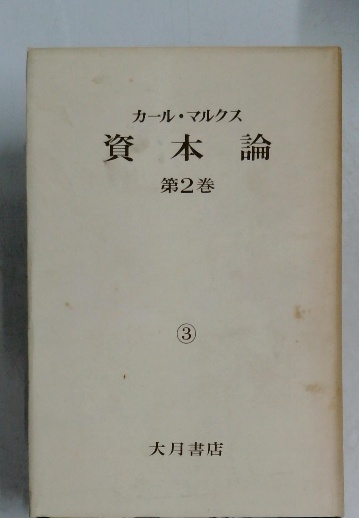 カール・マルクス
資本論
第2巻
③
大月書店